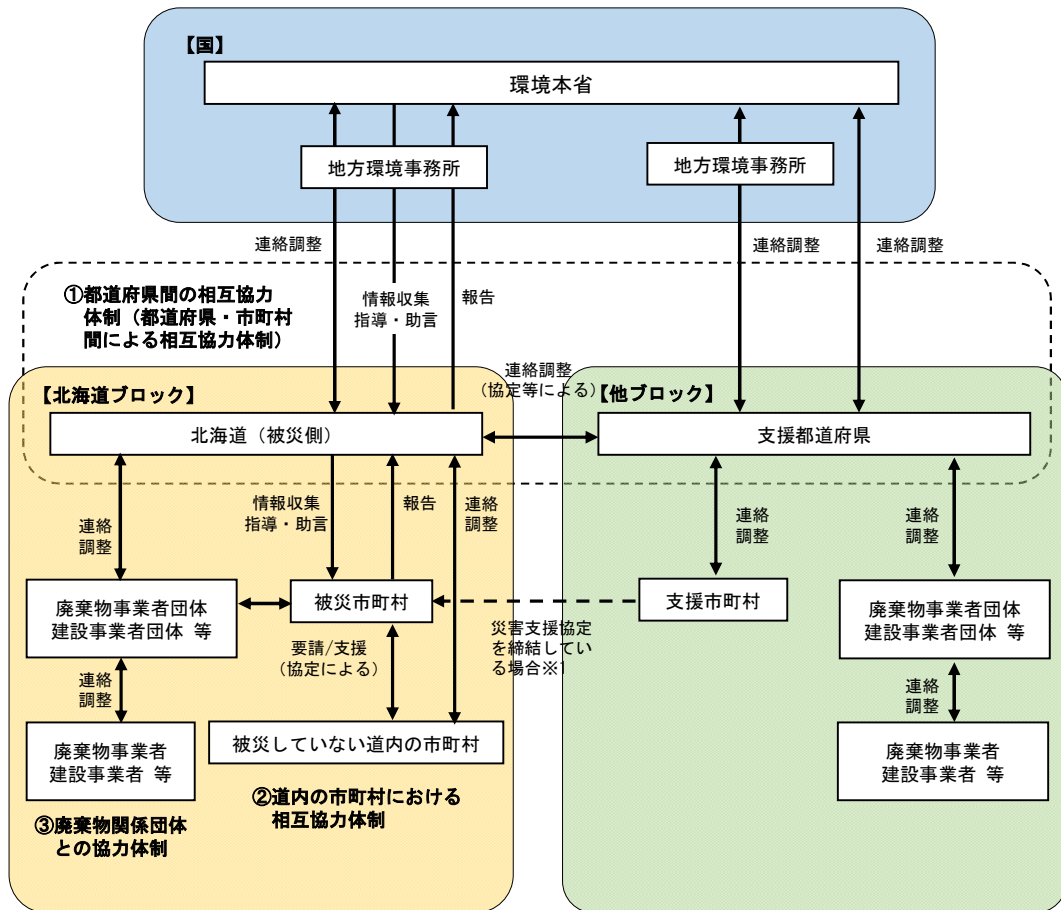 【国】
環境本省
地方環境事務所
地方環境事務所
連絡調整
連絡調整
連絡調整
①都道府県間の相互協力
体制（都道府県・市町村
間による相互協力体制）
情報収集
指導・助言
報告
連絡調整
（協定等による）
【北海道ブロック】
【他ブロック】
北海道（被災側）
支援都道府県
連絡
調整
情報収集
指導・助言
報告
連絡
調整
連絡
調整
連絡
調整
廃棄物事業者団体
建設事業者団体 等
被災市町村
支援市町村
廃棄物事業者団体
建設事業者団体 等
要請/支援
（協定による）
災害支援協定
を締結してい
る場合※1
連絡
調整
連絡
調整
廃棄物事業者
建設事業者 等
被災していない道内の市町村
廃棄物事業者
建設事業者 等
②道内の市町村における
相互協力体制
③廃棄物関係団体
との協力体制